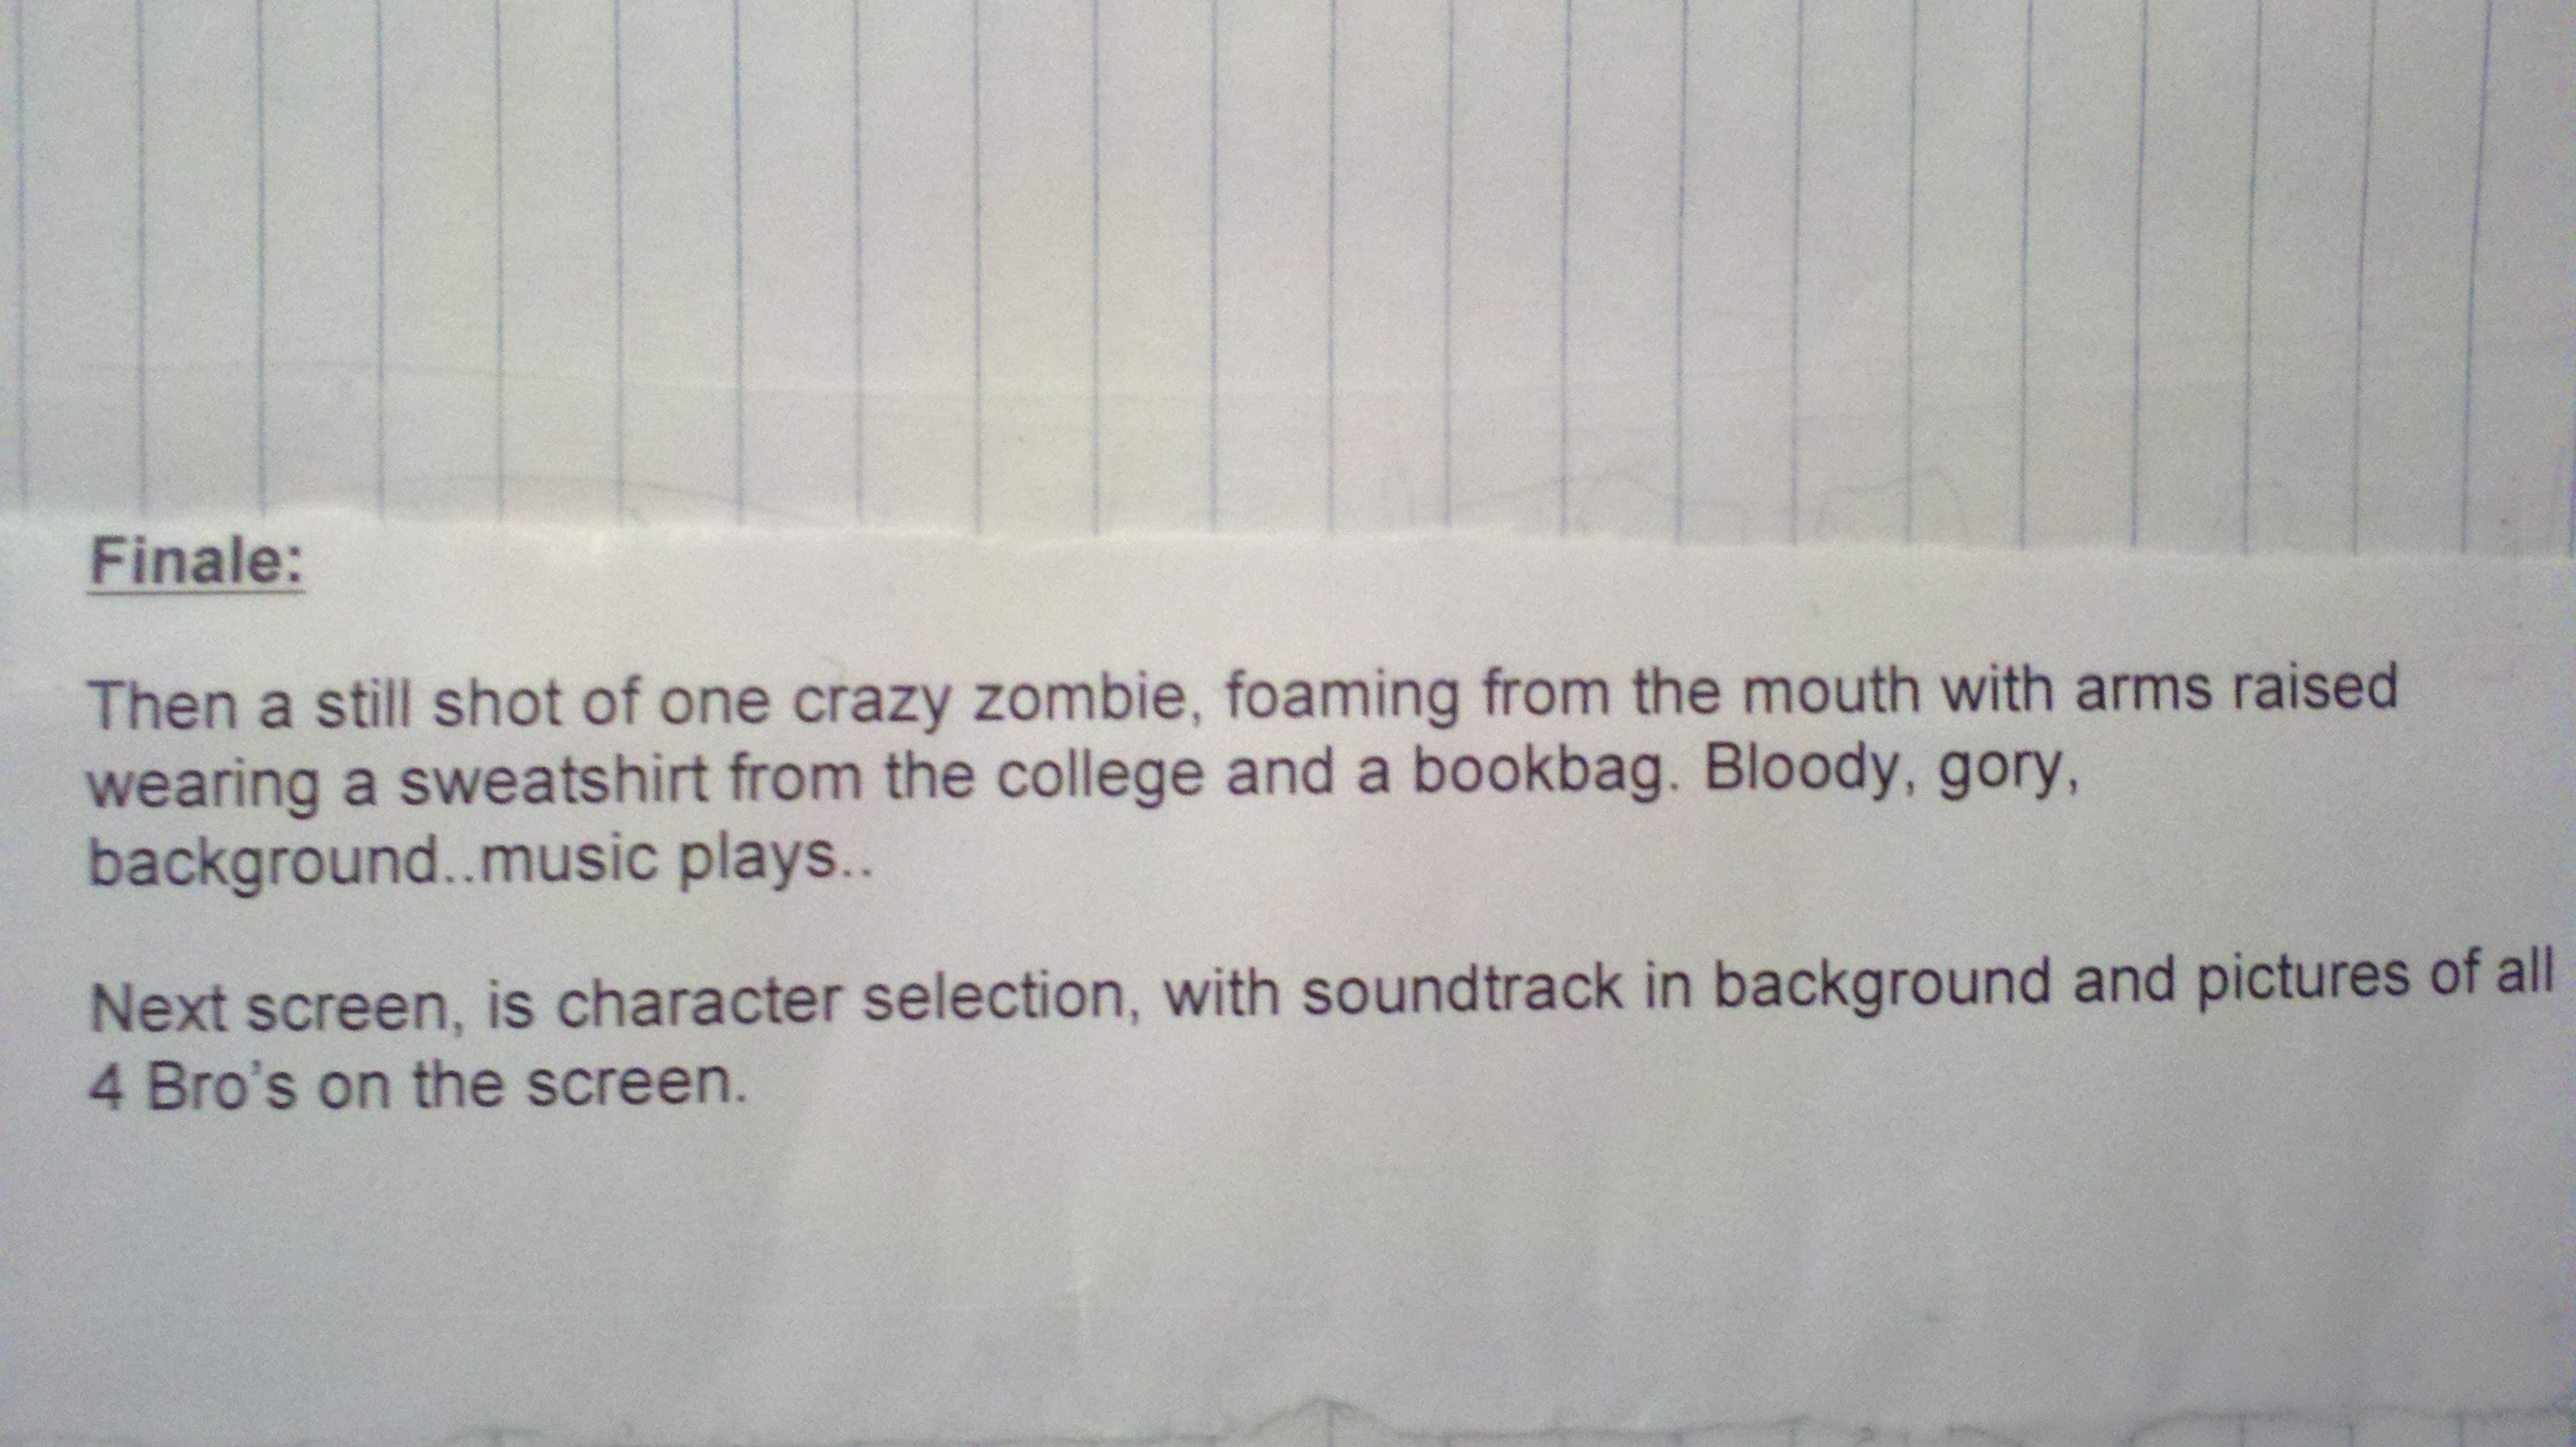 Finale:
Then a still shot of one crazy zombie, foaming from the mouth with arms raised
wearing a sweatshirt from the college and a bookbag. Bloody, gory,
background..music plays..
Next screen, is character selection, with soundtrack in background and pictures of all
4 Bro's on the screen.